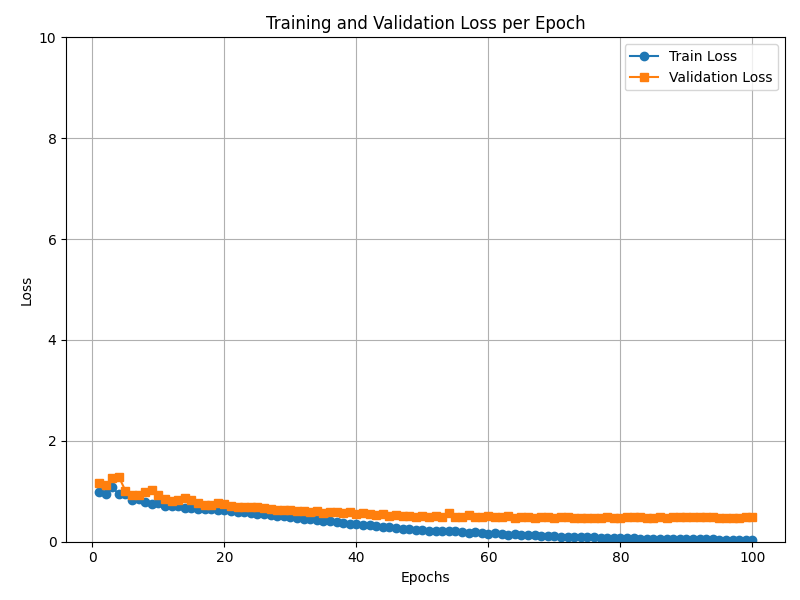 Training and Validation Loss per Epoch
Train Loss
Validation Loss
Loss
10
8
6
4
2
0
0 20 40 60 80 100
Epochs